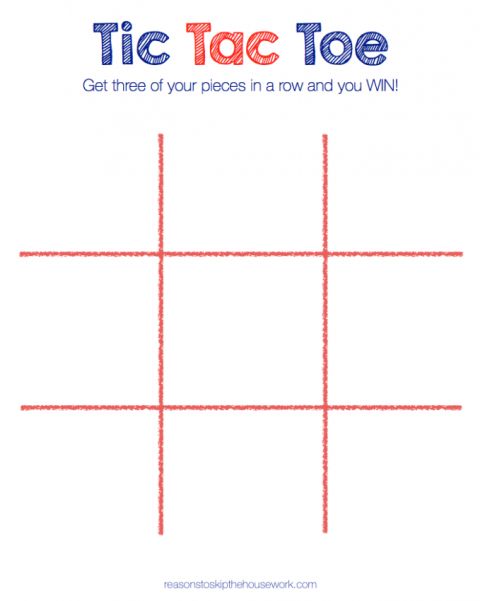 Tic Tac Toe
Get three of your pieces in a row and you WIN!
reasonstoskipthehousework.com